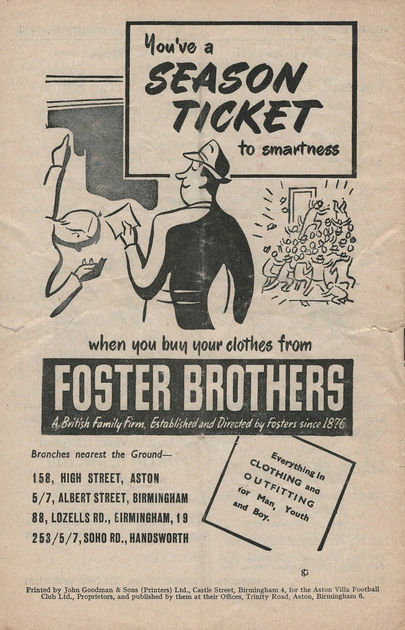 You've a
SEASON
TICKET
to smartness
when you buy your clothes from
FOSTER BROTHERS
A British Family Firm, Established and Directed by Fosters since 1876
Branches nearest the Ground—
158, HIGH STREET, ASTON
5/7, ALBERT STREET, BIRMINGHAM
88, LOZELLS RD., BIRMINGHAM, 19
253/5/7, SOHO RD., HANDSWORTH
Everything in
CLOTHING and
OUTFITTING
for Man, Youth
and Boy.
Printed by John Goodman & Sons (Printers) Ltd., Castle Street, Birmingham 4, for the Aston Villa Football
Club Ltd., Proprietors, and published by them at their Offices, Trinity Road, Aston, Birmingham 6.